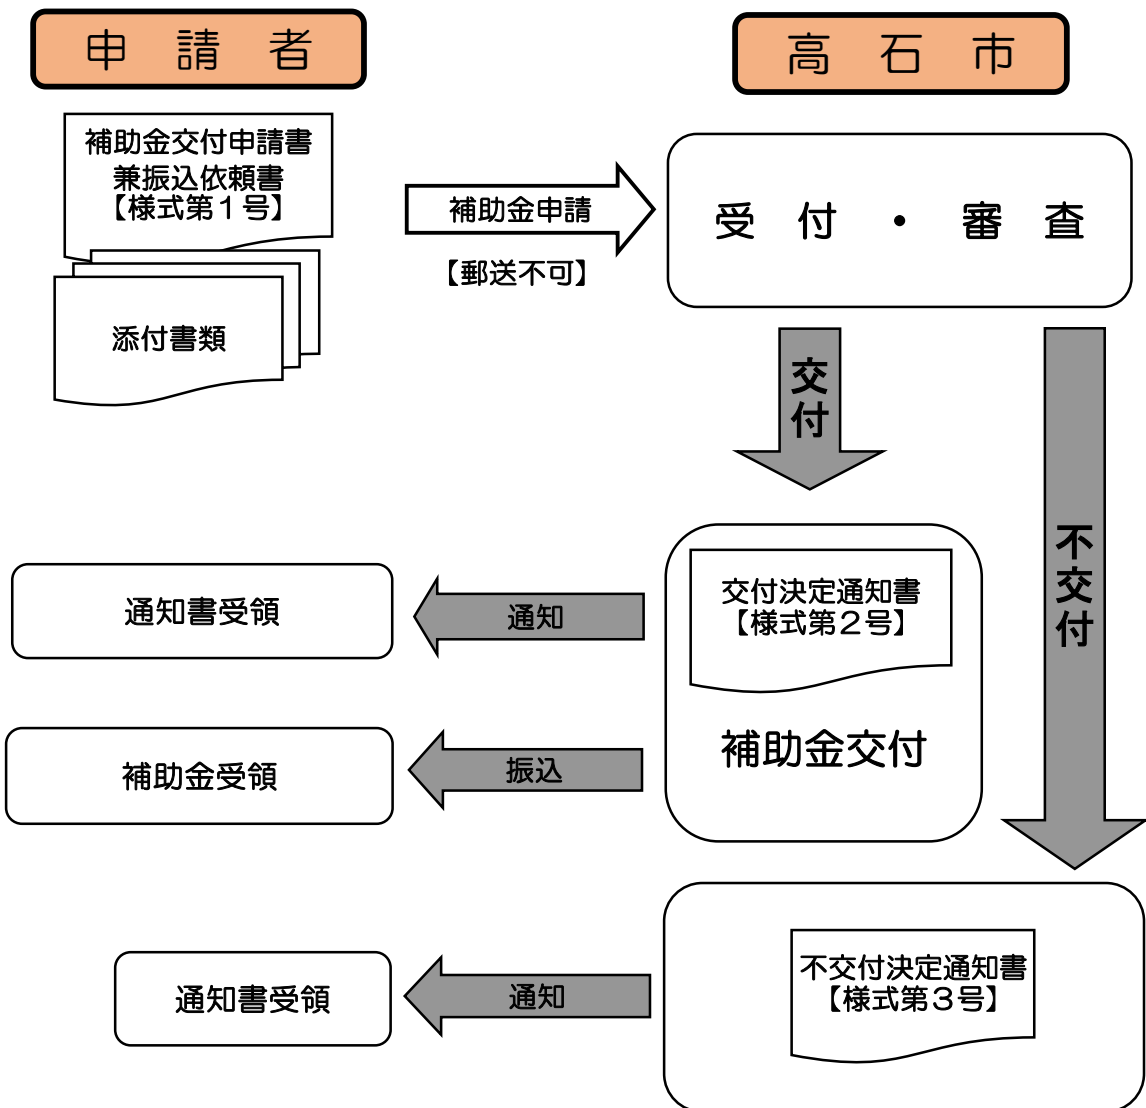 申請者
高石市
補助金交付申請書
兼振込依頼書
【様式第１号】
添付書類
補助金申請
【郵送不可】
受付・審査
交付
不交付
交付決定通知書
【様式第２号】
補助金交付
通知
通知書受領
振込
補助金受領
不交付決定通知書
【様式第３号】
通知
通知書受領